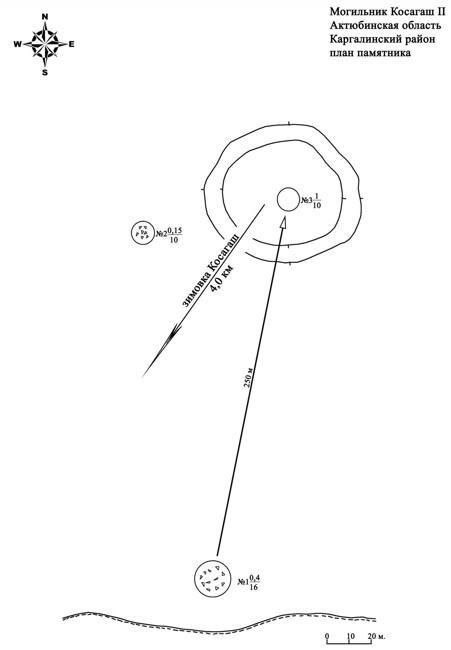 Могильник Косагаш II
Актюбинская область
Каргалинский район
план памятника
N
W E
S
№3 1/10
№2 0,15/10
зимовка Косагаш
4,0 км
250 м
№1 0,4/16
0 10 20 м.